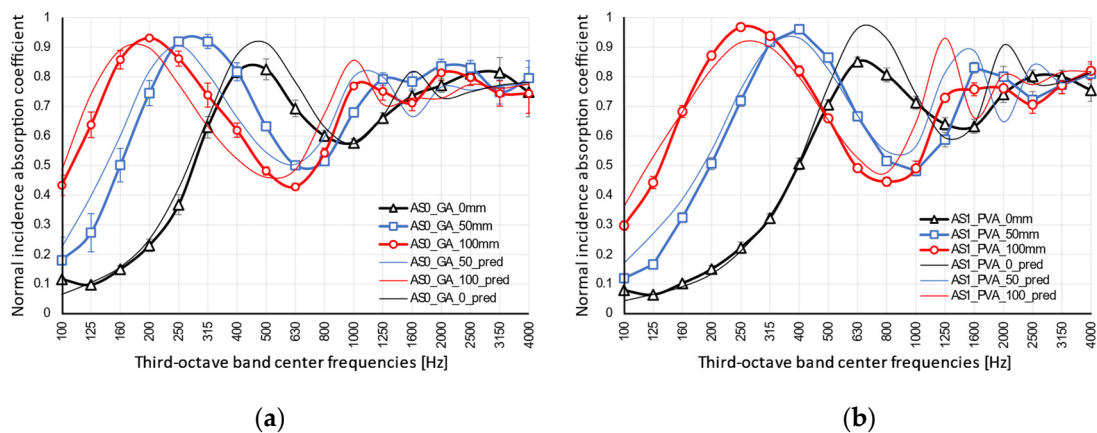 (a)
Normal incidence absorption coefficient
1
0.9
0.8
0.7
0.6
0.5
0.4
0.3
0.2
0.1
0
AS0_GA_0mm
AS0_GA_50mm
AS0_GA_100mm
AS0_GA_50_pred
AS0_GA_100_pred
AS0_GA_0_pred
100
125
160
200
250
315
400
500
630
800
1000
1250
1600
2000
2500
3150
4000
Third-octave band center frequencies [Hz]
(b)
Normal incidence absorption coefficient
1
0.9
0.8
0.7
0.6
0.5
0.4
0.3
0.2
0.1
0
AS1_PVA_0mm
AS1_PVA_50mm
AS1_PVA_100mm
AS1_PVA_0_pred
AS1_PVA_50_pred
AS1_PVA_100_pred
100
125
160
200
250
315
400
500
630
800
1000
1250
1600
2000
2500
3150
4000
Third-octave band center frequencies [Hz]
(a)
(b)